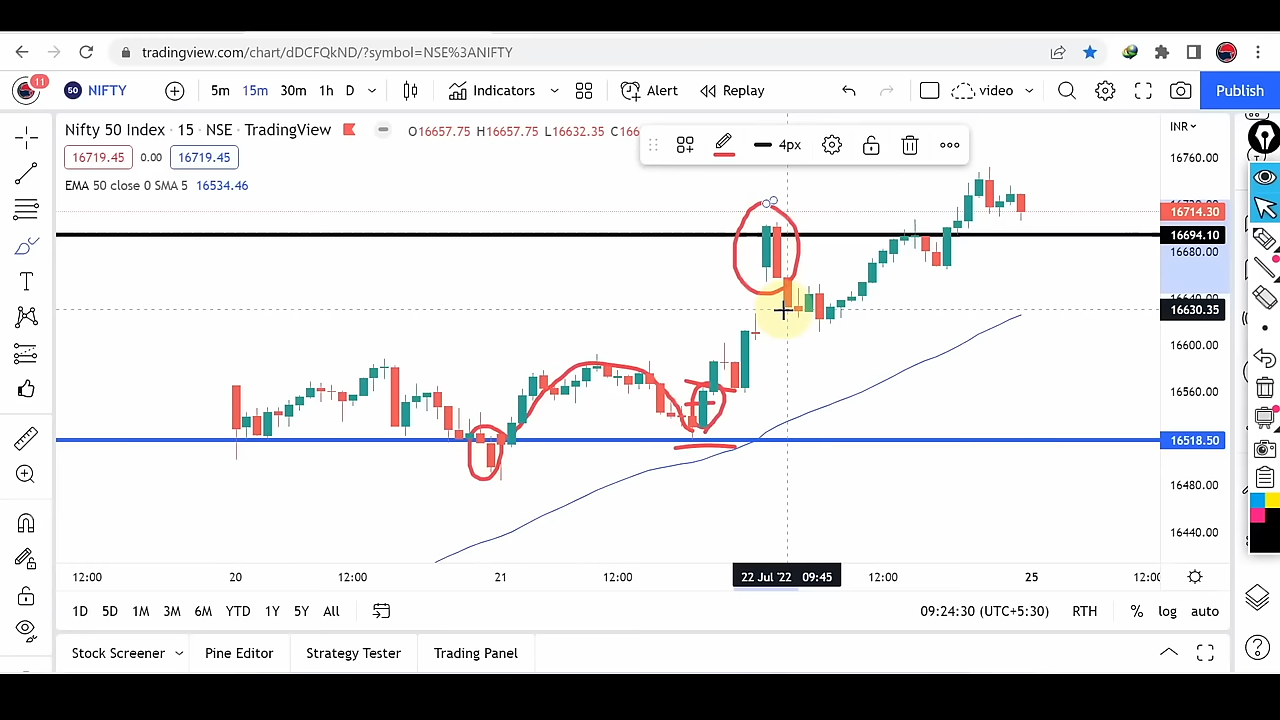 tradingview.com/chart/dDCFQkND/?symbol=NSE%3ANIFTY
11
50 NIFTY 5m 15m 30m 1h D Indicators Alert Replay video Publish
Nifty 50 Index · 15 · NSE · TradingView O16657.75 H16657.75 L16632.35 C166
INR
4px
16719.45 0.00 16719.45
EMA 50 close 0 SMA 5 16534.46
16760.00
16714.30
16694.10
16680.00
16630.35
16600.00
16560.00
16518.50
16480.00
16440.00
12:00 20 12:00 21 12:00 22 Jul '22 09:45 12:00 25
1D 5D 1M 3M 6M YTD 1Y 5Y All 09:24:30 (UTC+5:30) RTH % log auto
Stock Screener Pine Editor Strategy Tester Trading Panel